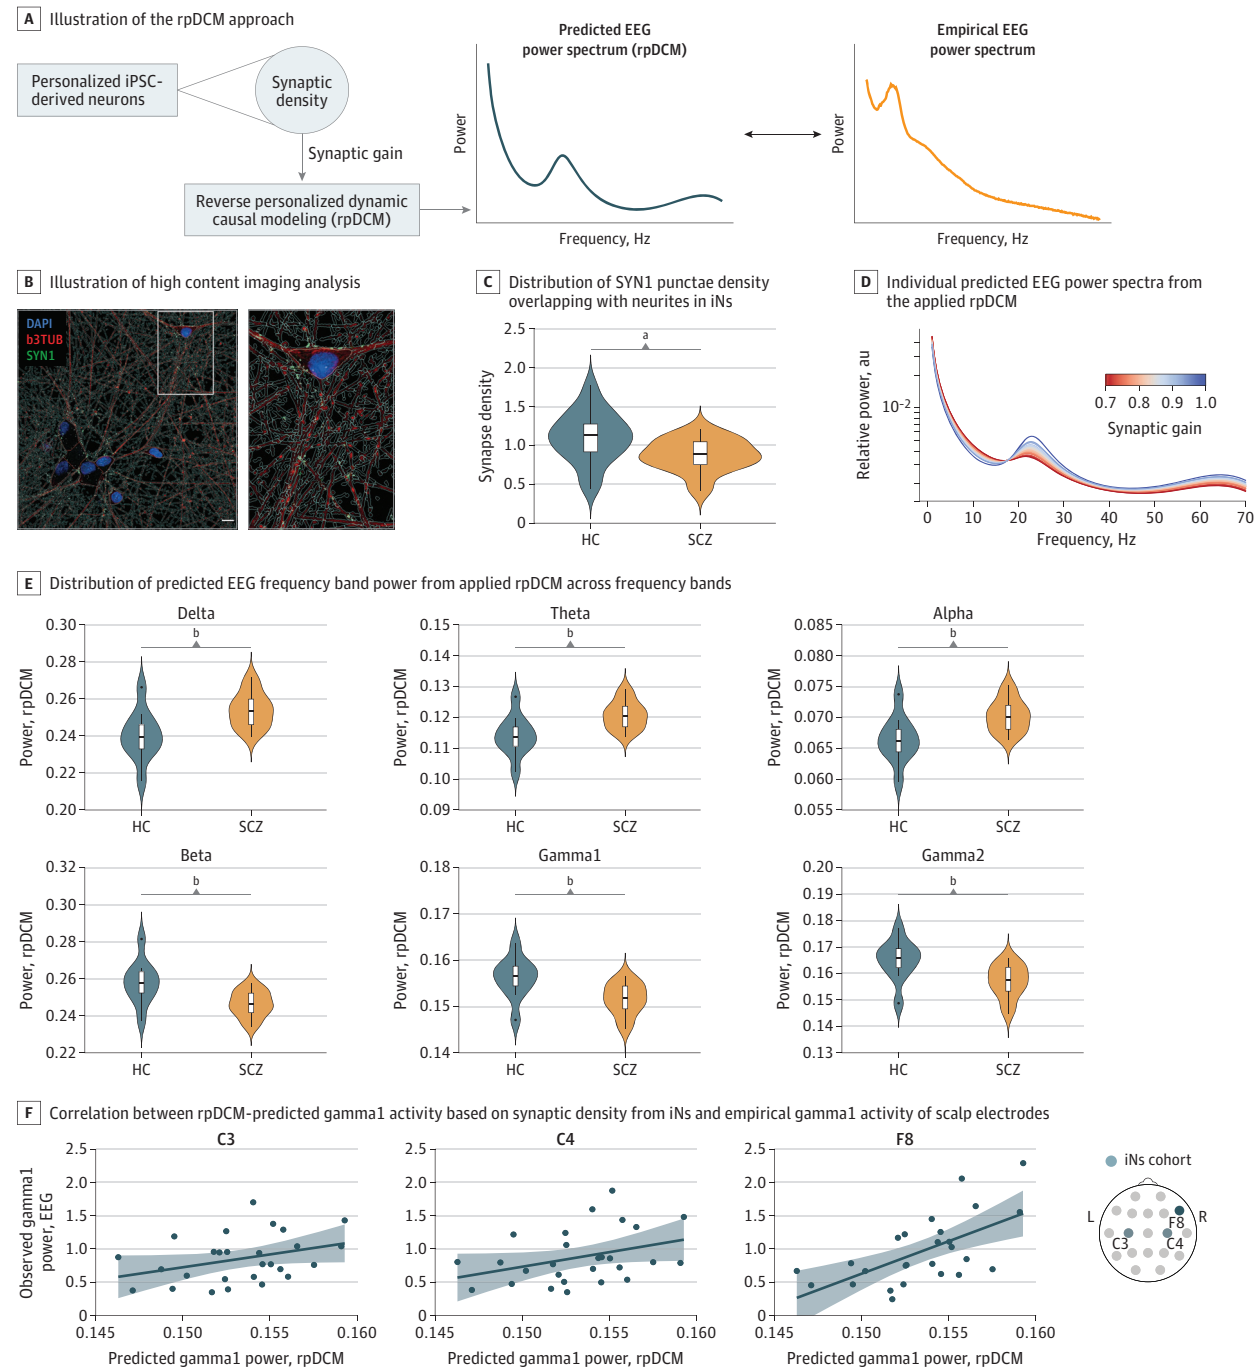 A Illustration of the rpDCM approach
Personalized iPSC-
derived neurons
Synaptic
density
Synaptic gain
Reverse personalized dynamic
causal modeling (rpDCM)
Predicted EEG
power spectrum (rpDCM)
Power
Frequency, Hz
Empirical EEG
power spectrum
Power
Frequency, Hz
B Illustration of high content imaging analysis
DAPI
b3TUB
SYN1
C Distribution of SYN1 punctae density
overlapping with neurites in iNs
Synapse density
2.5
2.0
1.5
1.0
0.5
0
a
HC SCZ
D Individual predicted EEG power spectra from
the applied rpDCM
Relative power, au
10-2
0.7 0.8 0.9 1.0
Synaptic gain
0 10 20 30 40 50 60 70
Frequency, Hz
E Distribution of predicted EEG frequency band power from applied rpDCM across frequency bands
Delta
Power, rpDCM
0.30
0.28
0.26
0.24
0.22
0.20
b
HC SCZ
Theta
Power, rpDCM
0.15
0.14
0.13
0.12
0.11
0.10
0.09
b
HC SCZ
Alpha
Power, rpDCM
0.085
0.080
0.075
0.070
0.065
0.060
0.055
b
HC SCZ
Beta
Power, rpDCM
0.32
0.30
0.28
0.26
0.24
0.22
b
HC SCZ
Gamma1
Power, rpDCM
0.18
0.17
0.16
0.15
0.14
b
HC SCZ
Gamma2
Power, rpDCM
0.20
0.19
0.18
0.17
0.16
0.15
0.14
0.13
b
HC SCZ
F Correlation between rpDCM-predicted gamma1 activity based on synaptic density from iNs and empirical gamma1 activity of scalp electrodes
C3
Observed gamma1
power, EEG
2.5
2.0
1.5
1.0
0.5
0
0.145 0.150 0.155 0.160
Predicted gamma1 power, rpDCM
C4
2.5
2.0
1.5
1.0
0.5
0
0.145 0.150 0.155 0.160
Predicted gamma1 power, rpDCM
F8
2.5
2.0
1.5
1.0
0.5
0
0.145 0.150 0.155 0.160
Predicted gamma1 power, rpDCM
iNs cohort
L R
F8
C3 C4